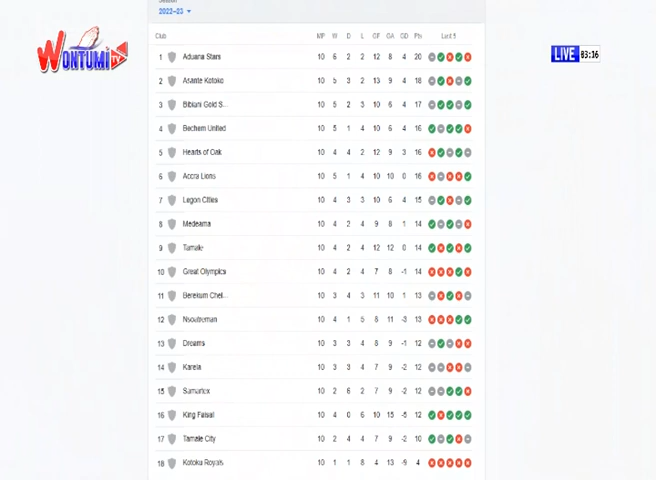 Season
2022–23
WONTUMI TV
LIVE 03:16
Club MP W D L GF GA GD Pts Last 5
1 Aduana Stars 10 6 2 2 12 8 4 20
2 Asante Kotoko 10 5 3 2 13 9 4 18
3 Bibiani Gold S... 10 5 2 3 10 6 4 17
4 Bechem United 10 5 1 4 10 6 4 16
5 Hearts of Oak 10 4 4 2 12 9 3 16
6 Accra Lions 10 5 1 4 10 10 0 16
7 Legon Cities 10 4 3 3 10 6 4 15
8 Medeama 10 4 2 4 9 8 1 14
9 Tamale 10 4 2 4 12 12 0 14
10 Great Olympics 10 4 2 4 7 8 -1 14
11 Berekum Chel... 10 3 4 3 11 10 1 13
12 Nsoatreman 10 4 1 5 8 11 -3 13
13 Dreams 10 3 3 4 8 9 -1 12
14 Karela 10 3 3 4 7 9 -2 12
15 Samartex 10 2 6 2 7 9 -2 12
16 King Faisal 10 4 0 6 10 15 -5 12
17 Tamale City 10 2 4 4 7 9 -2 10
18 Kotoku Royals 10 1 1 8 4 13 -9 4